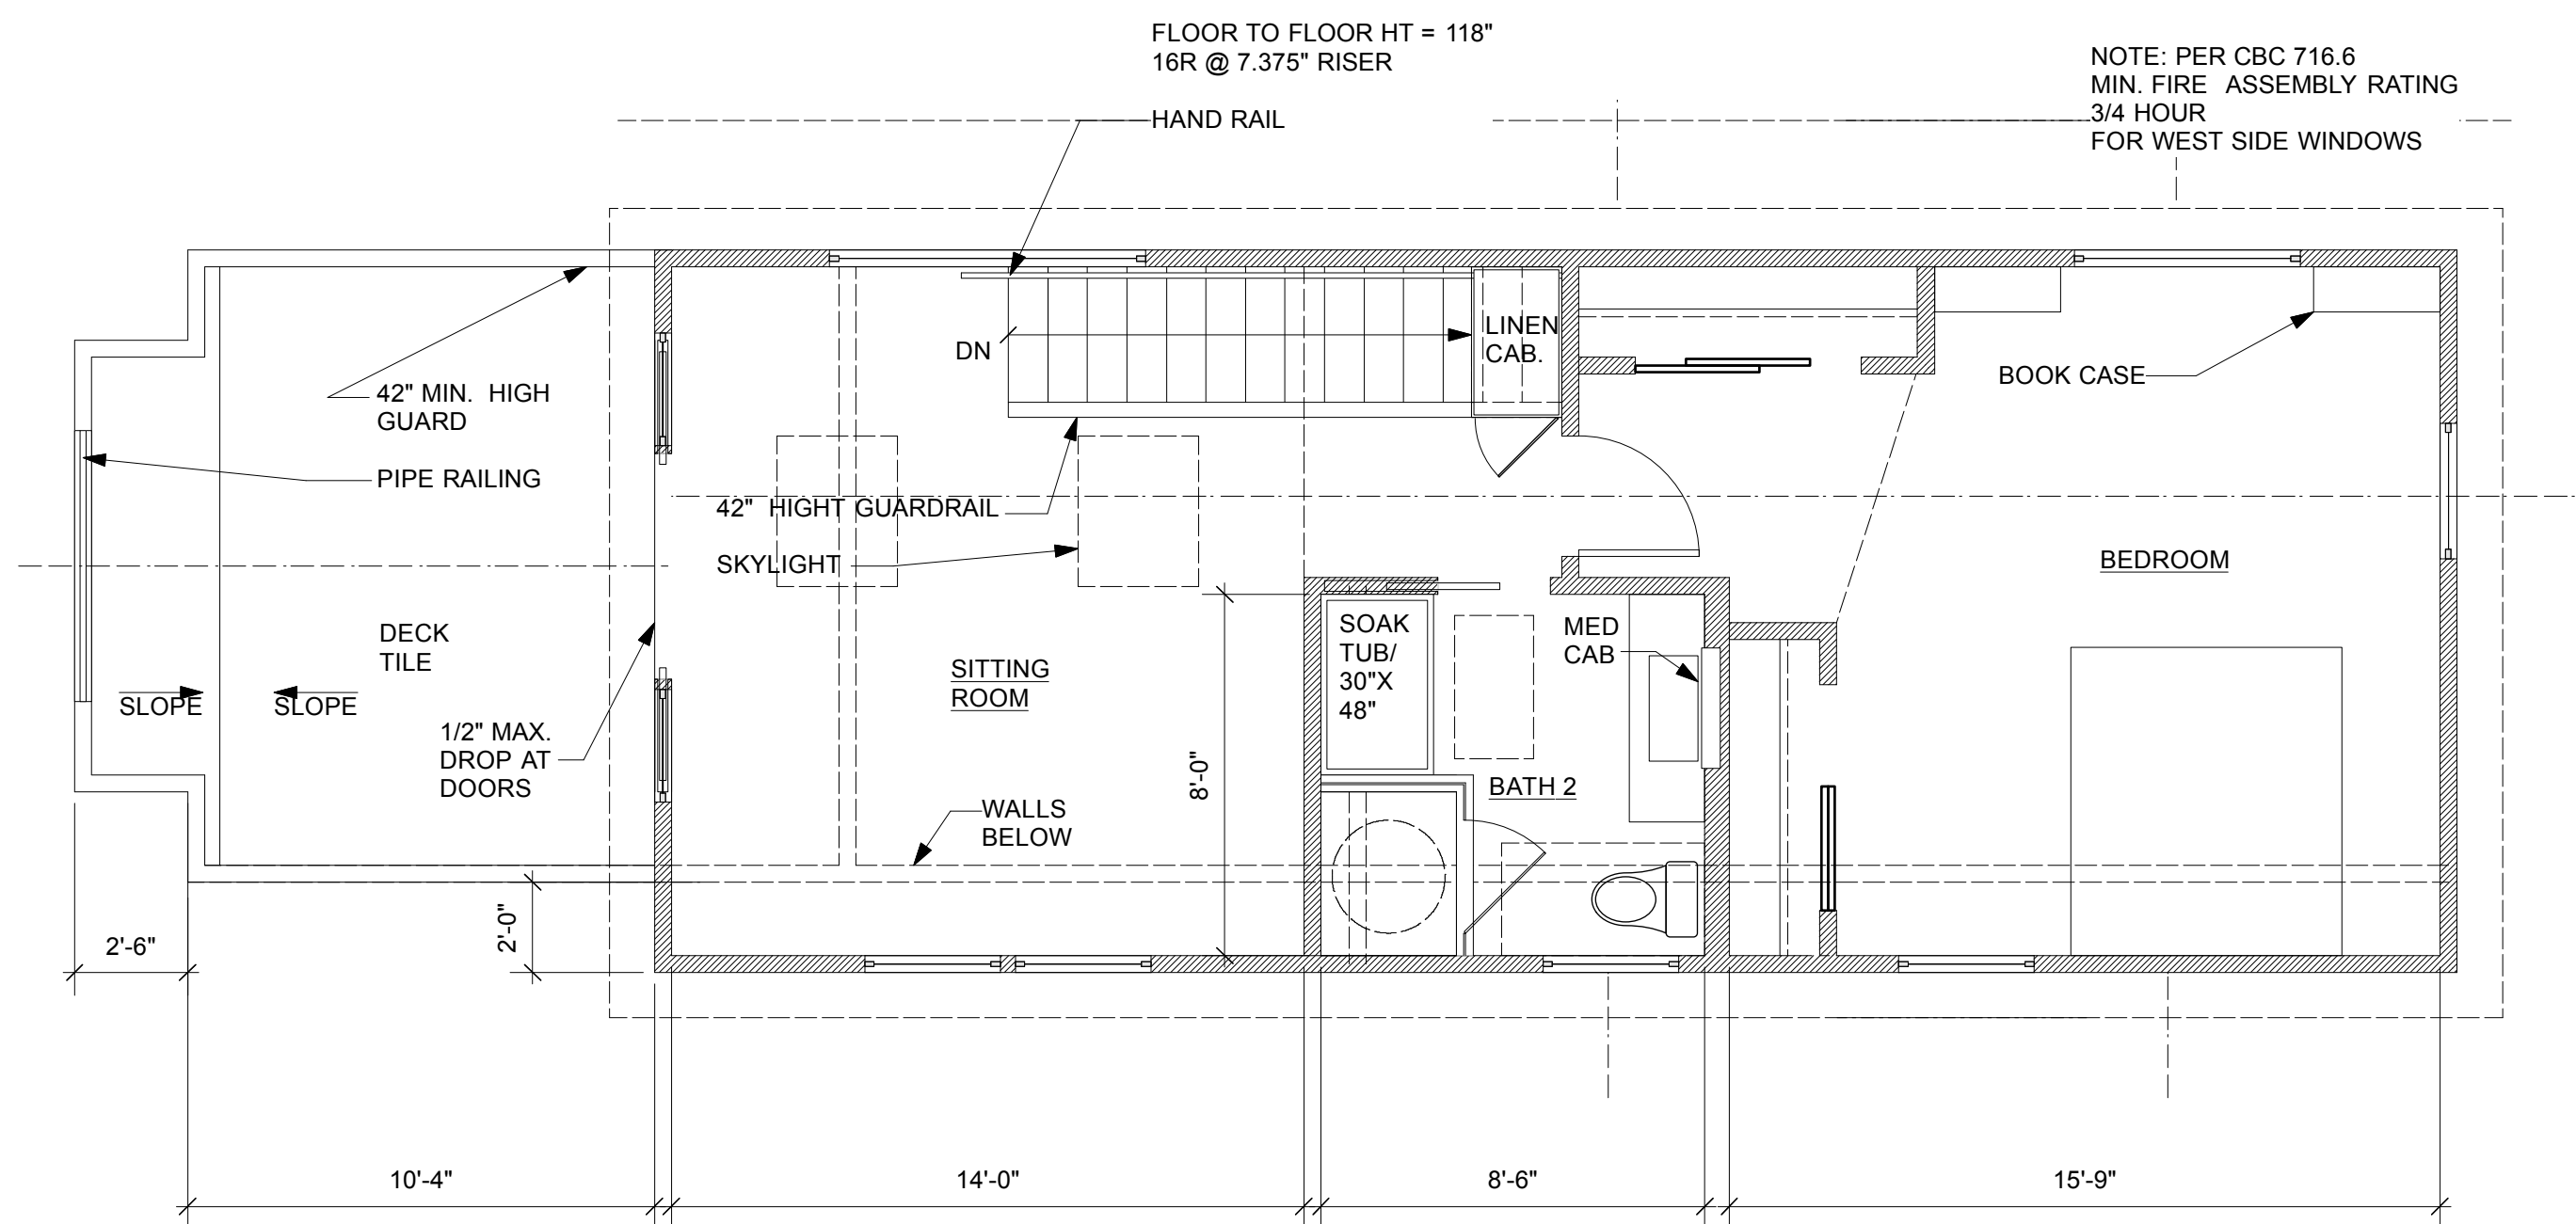 FLOOR TO FLOOR HT = 118"
16R @ 7.375" RISER
HAND RAIL
NOTE: PER CBC 716.6
MIN. FIRE ASSEMBLY RATING
3/4 HOUR
FOR WEST SIDE WINDOWS
LINEN
CAB.
DN
BOOK CASE
42" MIN. HIGH
GUARD
PIPE RAILING
42" HIGHT GUARDRAIL
SKYLIGHT
BEDROOM
DECK
TILE
SOAK
TUB/
30"X
48"
MED
CAB
SITTING
ROOM
SLOPE
SLOPE
1/2" MAX.
DROP AT
DOORS
8'-0"
BATH 2
WALLS
BELOW
2'-0"
2'-6"
10'-4"
14'-0"
8'-6"
15'-9"